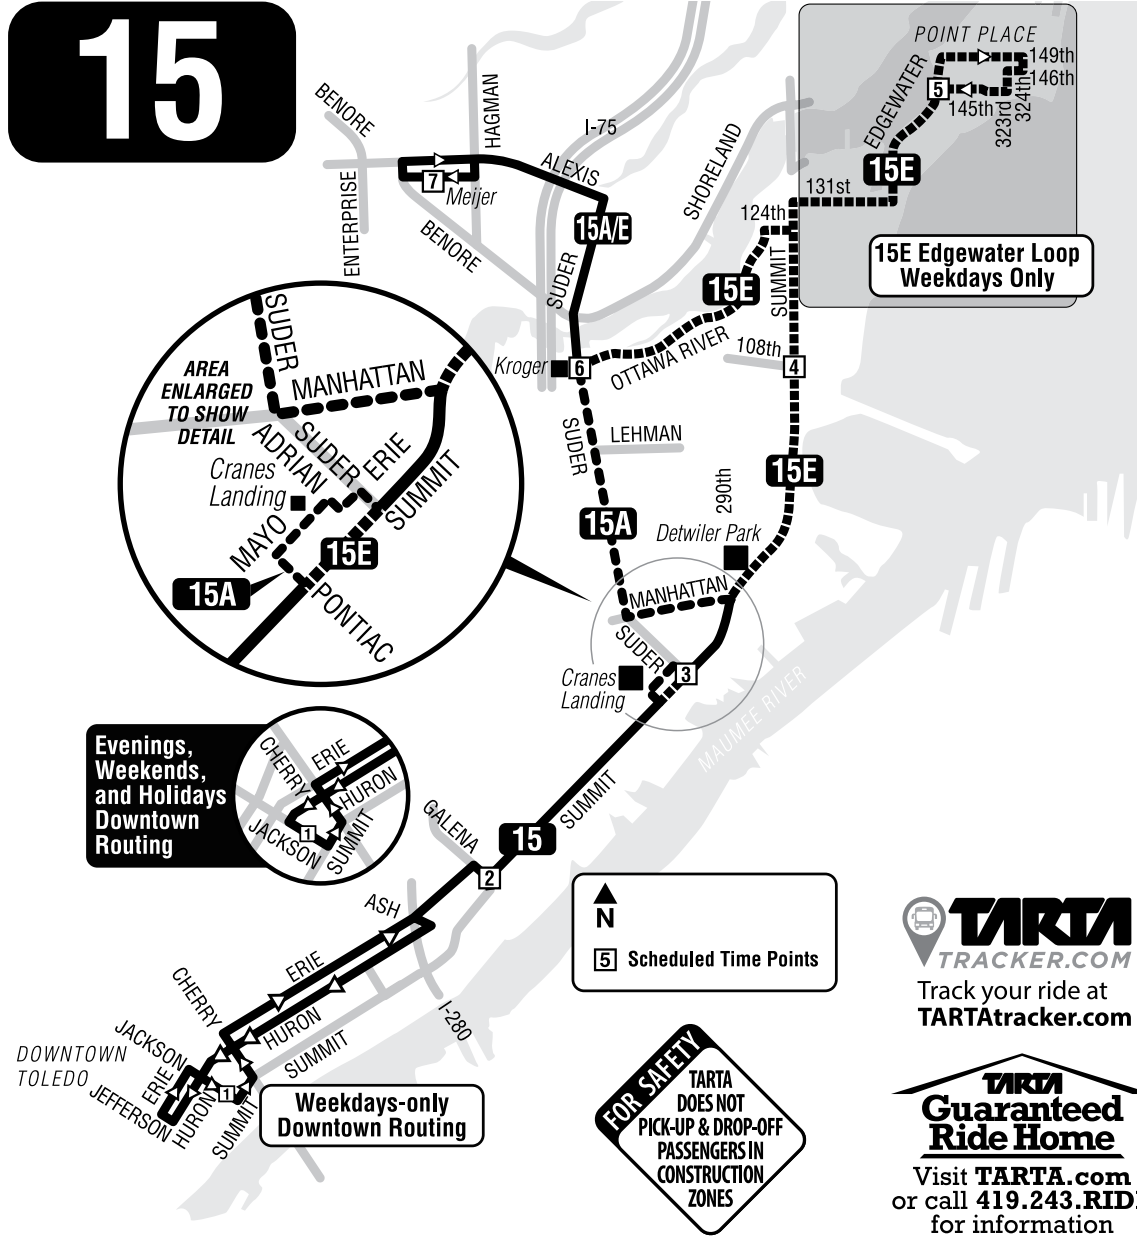 15
POINT PLACE
149th
146th
EDGEWATER
5
145th
323rd
324th
BENORE
HAGMAN
I-75
ALEXIS
SHORELAND
15E
131st
7
Meijer
124th
15A/E
ENTERPRISE
BENORE
SUDER
SUMMIT
15E Edgewater Loop
Weekdays Only
15E
OTTAWA RIVER
108th
4
Kroger
6
SUDER
AREA
ENLARGED
TO SHOW
DETAIL
MANHATTAN
SUDER
ADRIAN
ERIE
SUMMIT
Cranes
Landing
MAYO
15E
15A
PONTIAC
SUDER
LEHMAN
15E
290th
15A
Detwiler Park
MANHATTAN
SUDER
Cranes
Landing
3
MAUMEE RIVER
Evenings,
Weekends,
and Holidays
Downtown
Routing
CHERRY
ERIE
HURON
1
JACKSON
SUMMIT
SUMMIT
GALENA
15
2
ASH
N
5 Scheduled Time Points
ERIE
CHERRY
HURON
I-280
SUMMIT
JACKSON
DOWNTOWN
TOLEDO
ERIE
JEFFERSON
HURON
1
SUMMIT
Weekdays-only
Downtown Routing
FOR SAFETY
TARTA
DOES NOT
PICK-UP & DROP-OFF
PASSENGERS IN
CONSTRUCTION
ZONES
TARTA
TRACKER.COM
Track your ride at
TARTAtracker.com
TARTA
Guaranteed
Ride Home
Visit TARTA.com
or call 419.243.RIDE
for information